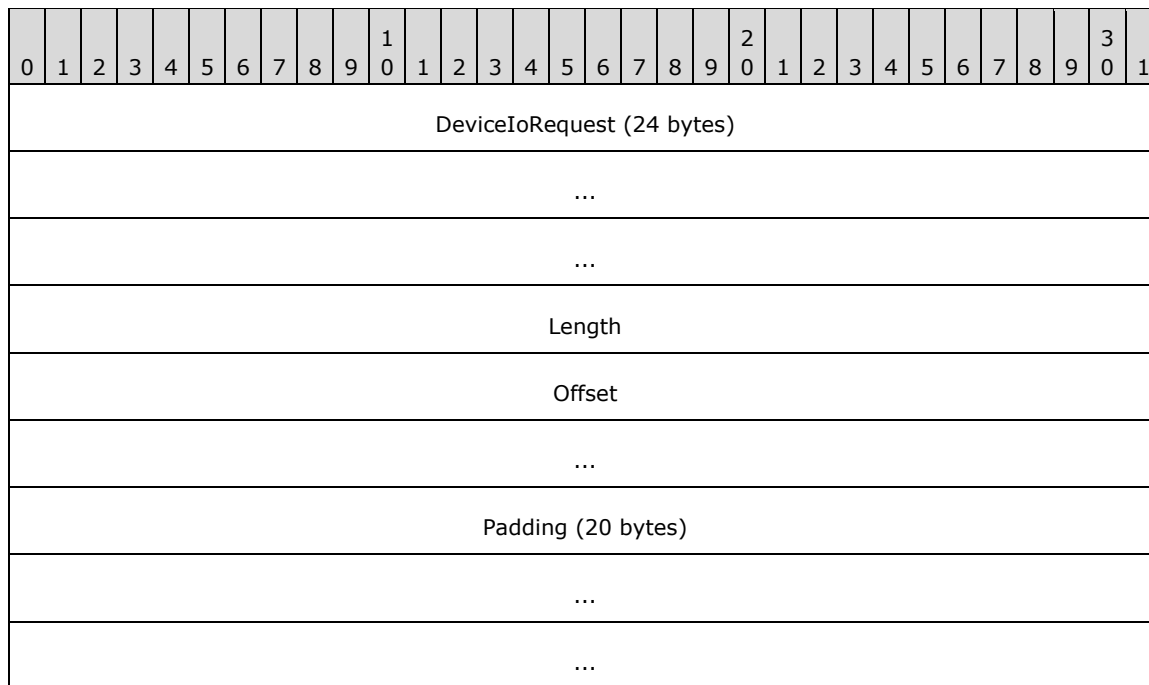 1 2 3
0 1 2 3 4 5 6 7 8 9 0 1 2 3 4 5 6 7 8 9 0 1 2 3 4 5 6 7 8 9 0 1
DeviceIoRequest (24 bytes)
...
...
Length
Offset
...
Padding (20 bytes)
...
...